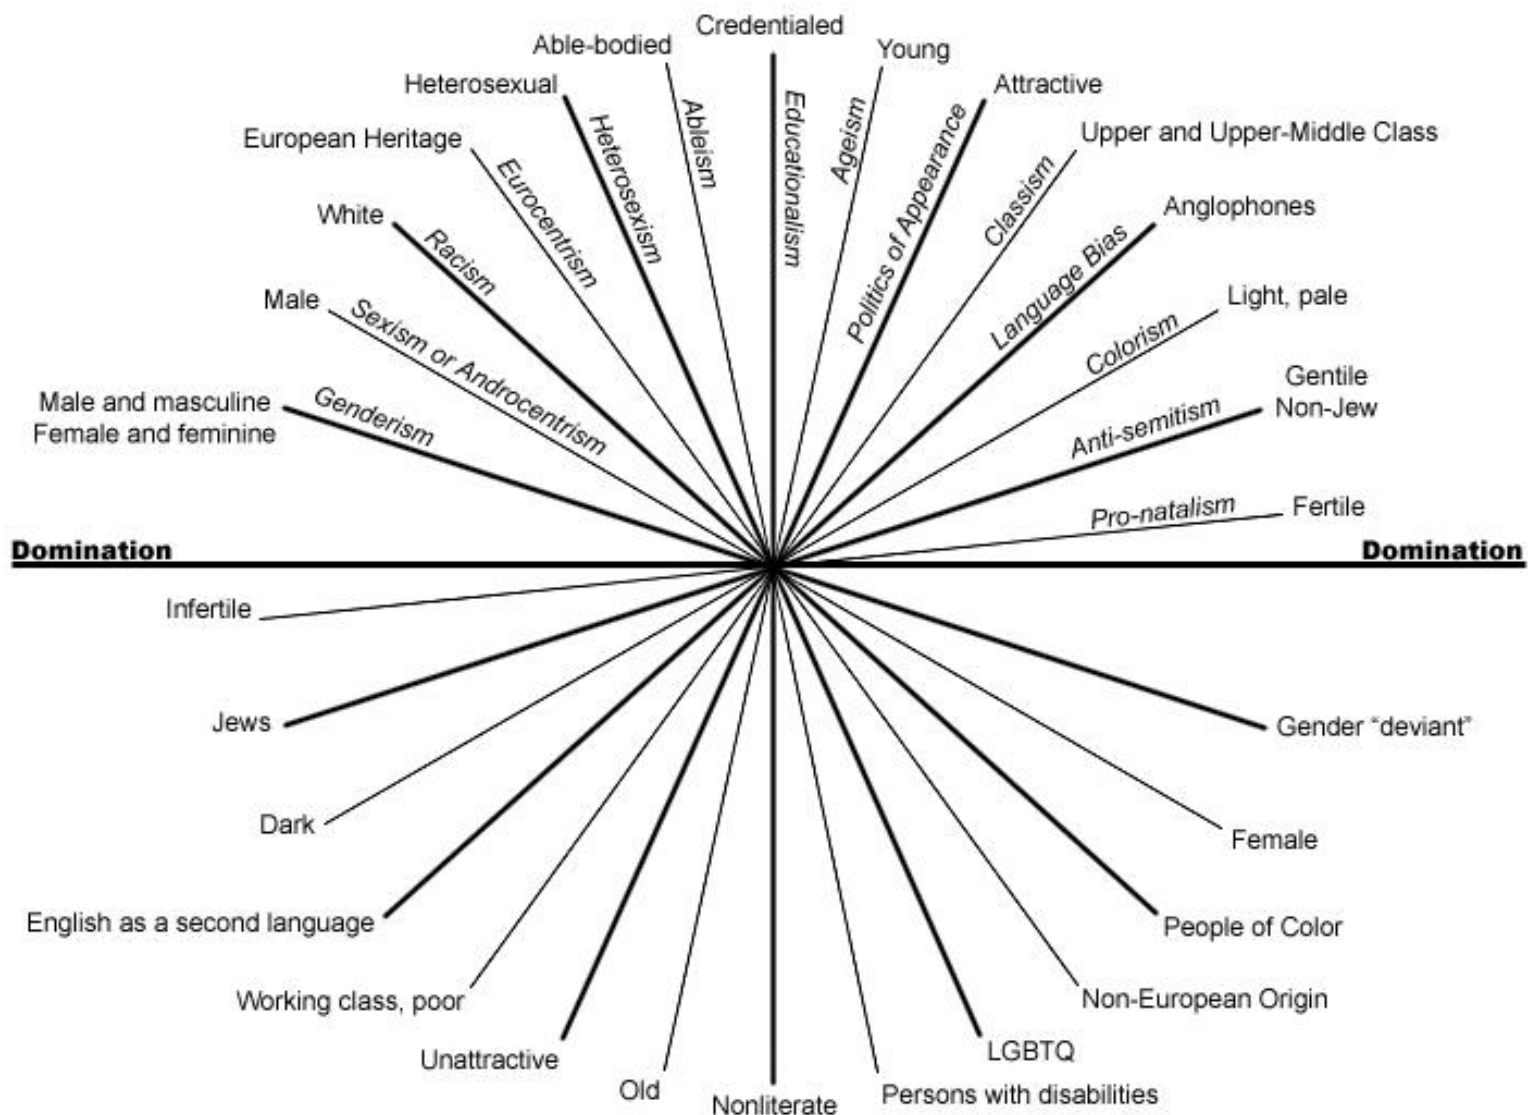 Credentialed
Able-bodied
Young
Heterosexual
Attractive
European Heritage
Upper and Upper-Middle Class
White
Anglophones
Male
Light, pale
Male and masculine
Female and feminine
Gentile
Non-Jew
Fertile
Genderism
Sexism or Androcentrism
Racism
Eurocentrism
Heterosexism
Ableism
Educationalism
Ageism
Politics of Appearance
Classism
Language Bias
Colorism
Anti-semitism
Pro-natalism
Domination
Domination
Infertile
Jews
Gender “deviant”
Dark
Female
English as a second language
People of Color
Working class, poor
Non-European Origin
Unattractive
LGBTQ
Old
Persons with disabilities
Nonliterate